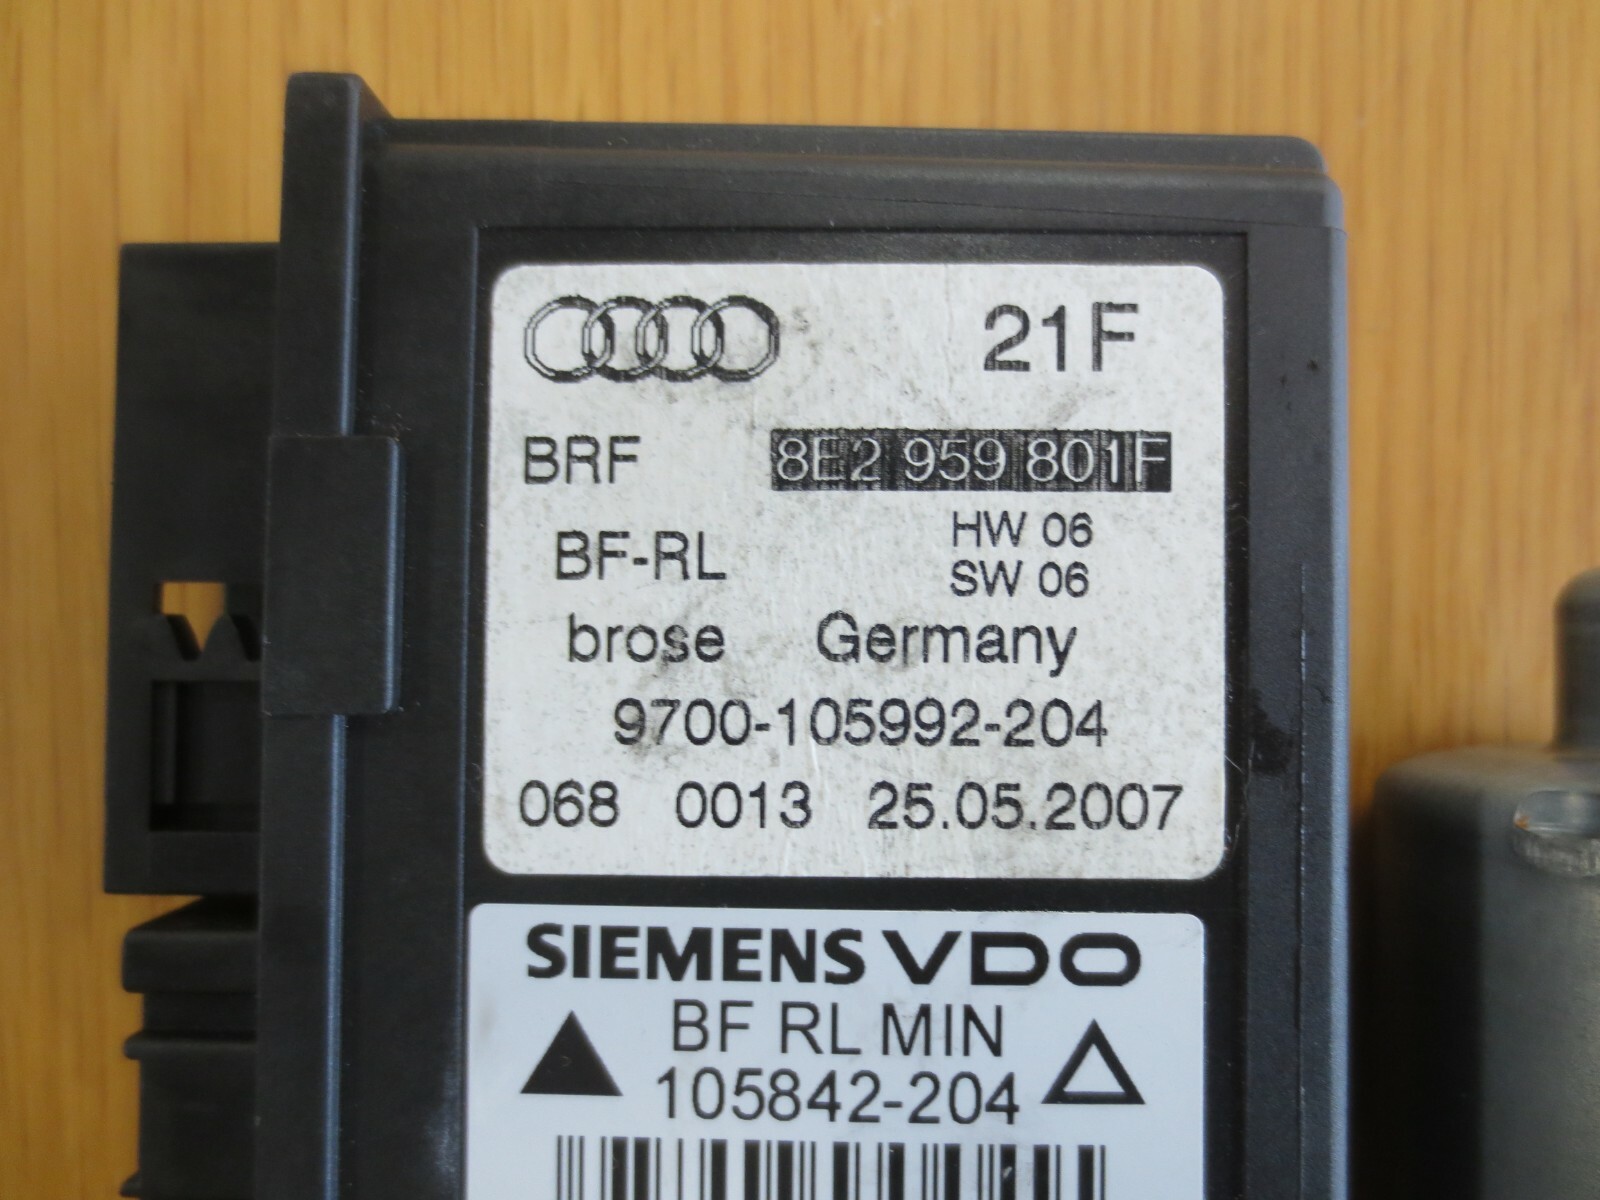 21F
BRF 8E2 959 801F
HW 06
BF-RL
SW 06
brose Germany
9700-105992-204
068 0013 25.05.2007
SIEMENS VDO
BF RL MIN
105842-204